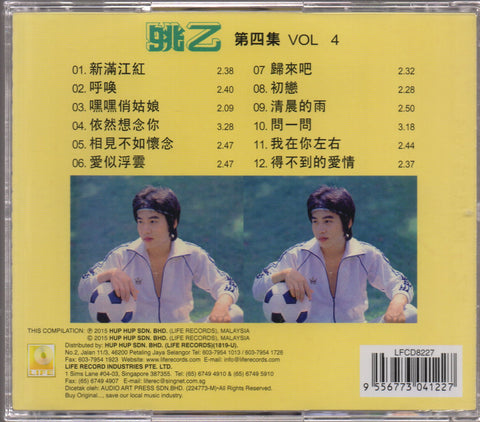 姚乙 第四集 VOL 4
01.新滿江紅 2.38
02.呼喚 2.40
03.嘿嘿俏姑娘 2.09
04.依然想念你 3.28
05.相見不如懷念 2.47
06.愛似浮雲 2.47
07 歸來吧 2.32
08.初戀 2.28
09.清晨的雨 2.50
10.問一問 3.18
11.我在你左右 2.44
12.得不到的愛情 2.37
THIS COMPILATION: ℗ 2015 HUP HUP SDN. BHD. (LIFE RECORDS), MALAYSIA
© 2015 HUP HUP SDN. BHD. (LIFE RECORDS), MALAYSIA
Distributed by: HUP HUP SDN. BHD. (LIFE RECORDS)(1819-U).
No.2, Jalan 11/3, 46200 Petaling Jaya Selangor Tel: 603-7954 1013 / 603-7954 1726
Fax: 603-7954 1923 Website: www.liferecords.com E-mail: info@liferecords.com
LIFE RECORD INDUSTRIES PTE. LTD.
1 Sims Lane #04-03, Singapore 387355. Tel: (65) 6749 4910 & (65) 6749 5910
Fax: (65) 6749 4907 E-mail: liferec@singnet.com.sg
Dicetak oleh: AUDIO ART PRESS SDN.BHD. (224773-M)-All Rights Reserved.
Buy Original..., save our local music industry.
LIFE
LFCD8227
9 556773 041227